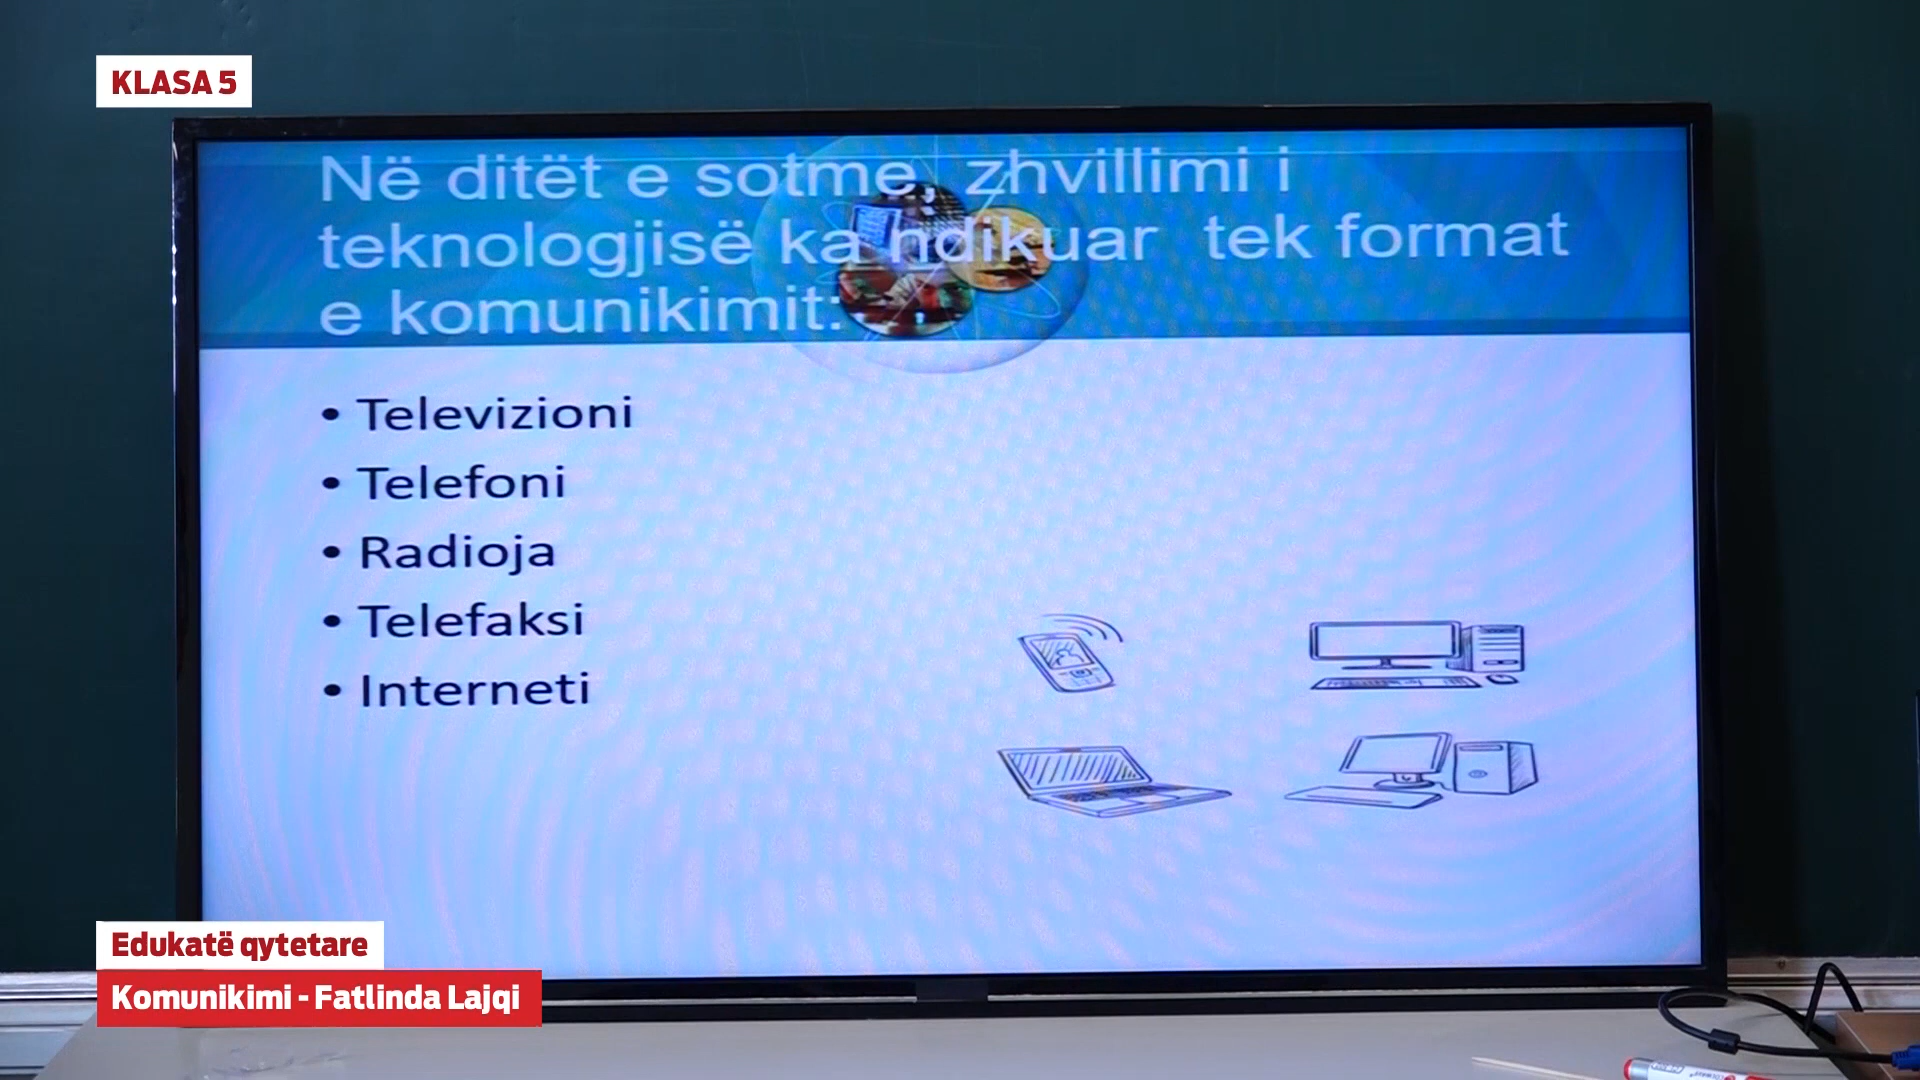 KLASA 5
Në ditët e sotme, zhvillimi i
teknologjisë ka ndikuar tek format
e komunikimit:
• Televizioni
• Telefoni
• Radioja
• Telefaksi
• Interneti
Edukatë qytetare
Komunikimi - Fatlinda Lajqi